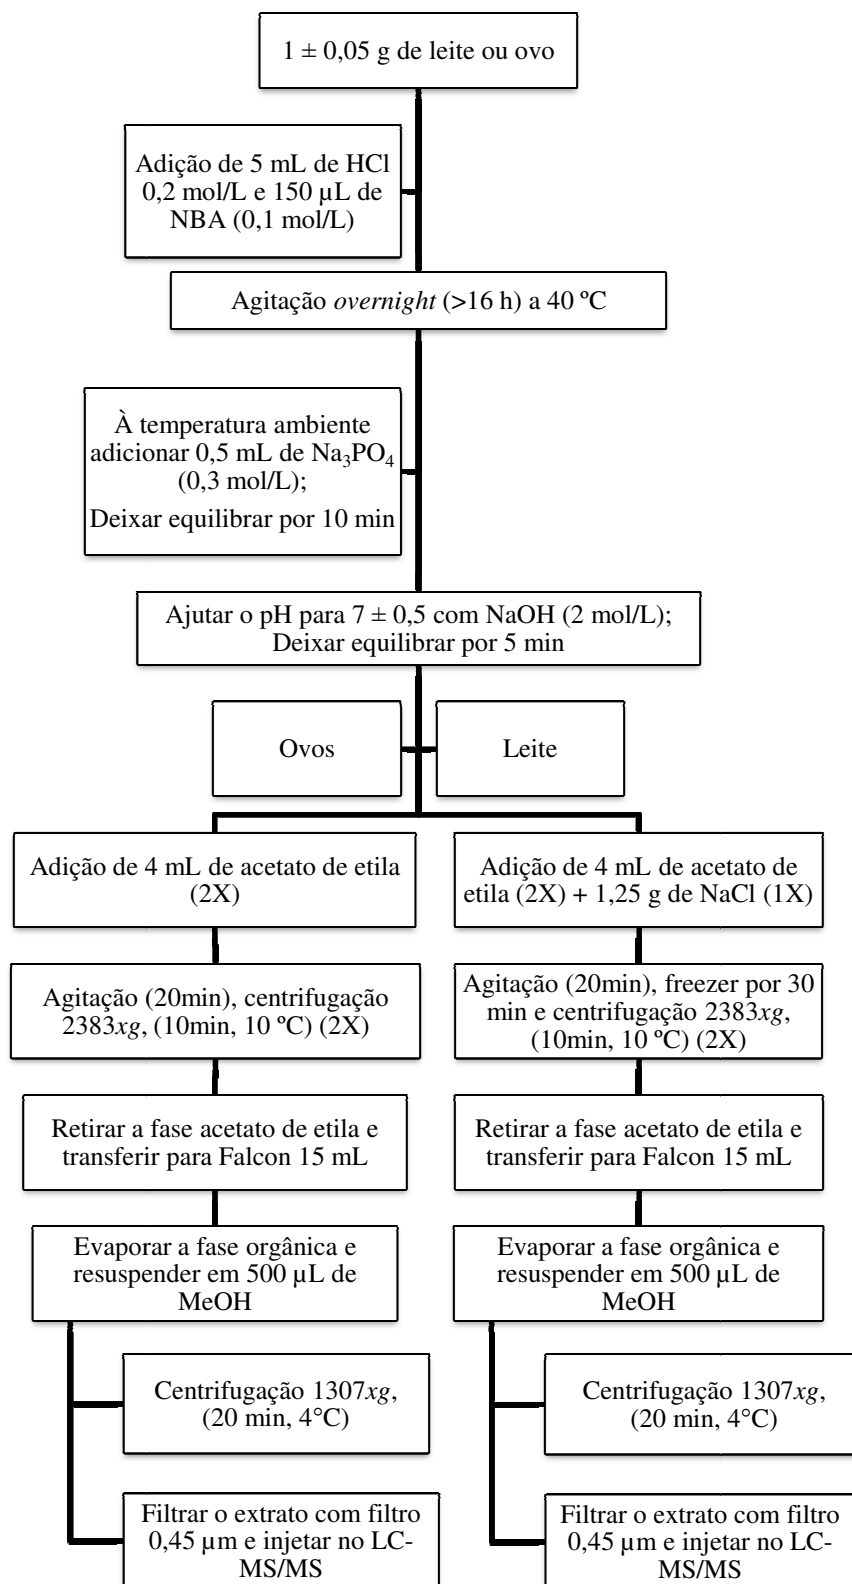 1 ± 0,05 g de leite ou ovo
Adição de 5 mL de HCl
0,2 mol/L e 150 µL de
NBA (0,1 mol/L)
Agitação overnight (>16 h) a 40 ºC
À temperatura ambiente
adicionar 0,5 mL de Na₃PO₄
(0,3 mol/L);
Deixar equilibrar por 10 min
Ajutar o pH para 7 ± 0,5 com NaOH (2 mol/L);
Deixar equilibrar por 5 min
Ovos
Leite
Adição de 4 mL de acetato de etila
(2X)
Adição de 4 mL de acetato de
etila (2X) + 1,25 g de NaCl (1X)
Agitação (20min), centrifugação
2383xg, (10min, 10 ºC) (2X)
Agitação (20min), freezer por 30
min e centrifugação 2383xg,
(10min, 10 ºC) (2X)
Retirar a fase acetato de etila e
transferir para Falcon 15 mL
Retirar a fase acetato de etila e
transferir para Falcon 15 mL
Evaporar a fase orgânica e
resuspender em 500 µL de
MeOH
Evaporar a fase orgânica e
resuspender em 500 µL de
MeOH
Centrifugação 1307xg,
(20 min, 4°C)
Centrifugação 1307xg,
(20 min, 4°C)
Filtrar o extrato com filtro
0,45 µm e injetar no LC-
MS/MS
Filtrar o extrato com filtro
0,45 µm e injetar no LC-
MS/MS